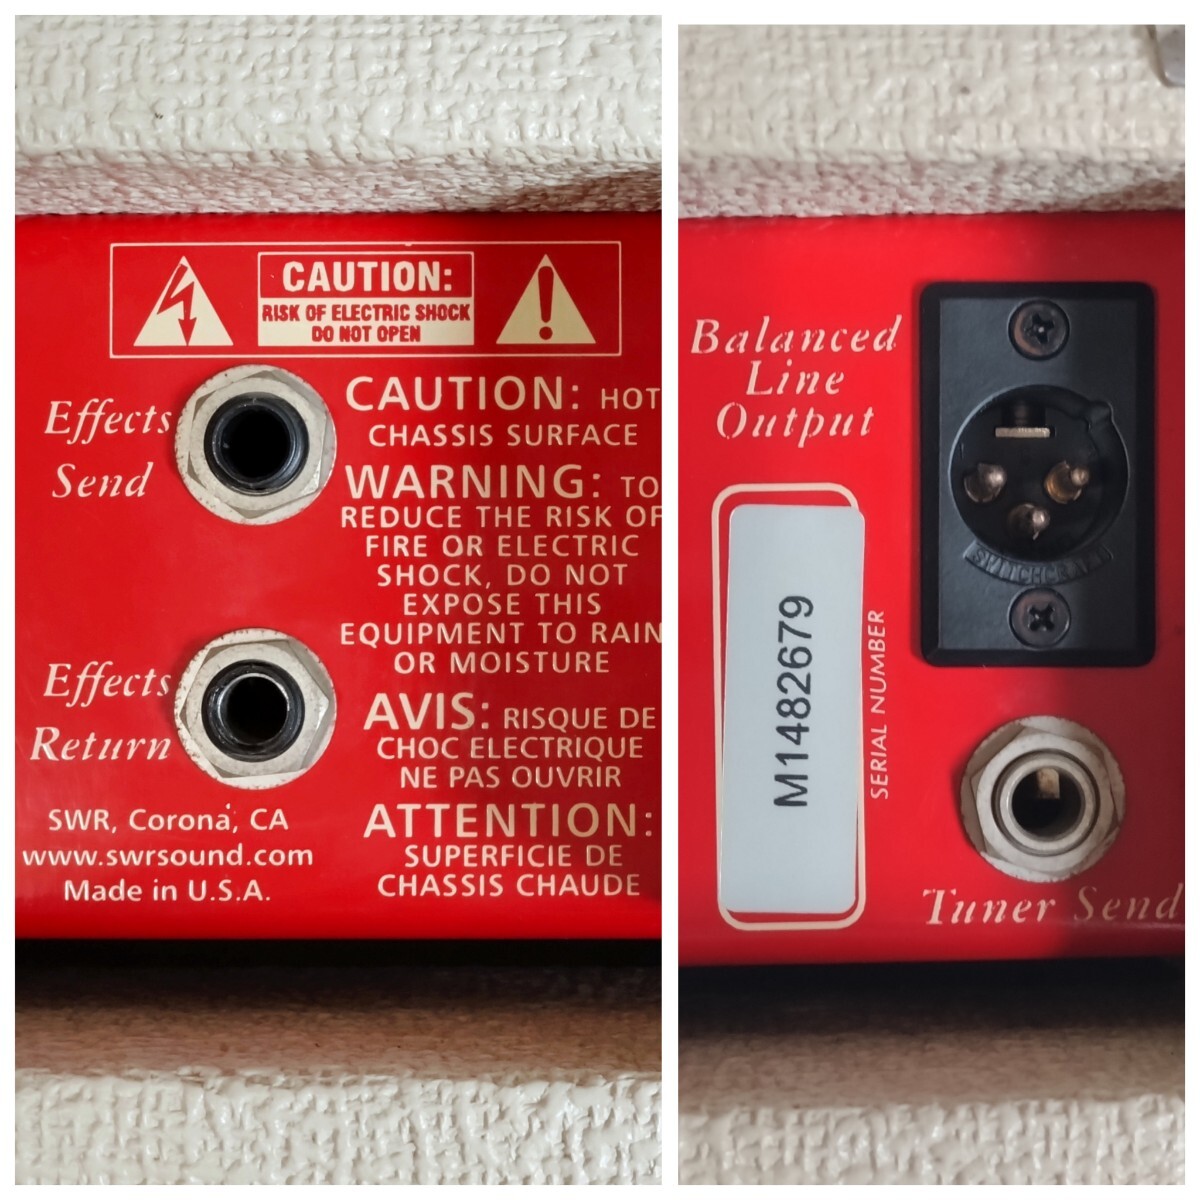 CAUTION:
RISK OF ELECTRIC SHOCK
DO NOT OPEN
Effects
Send
CAUTION: HOT
CHASSIS SURFACE
WARNING: TO
REDUCE THE RISK OF
FIRE OR ELECTRIC
SHOCK, DO NOT
EXPOSE THIS
EQUIPMENT TO RAIN
OR MOISTURE
Effects
Return
AVIS: RISQUE DE
CHOC ELECTRIQUE
NE PAS OUVRIR
ATTENTION:
SUPERFICIE DE
CHASSIS CHAUDE
SWR, Corona, CA
www.swrsound.com
Made in U.S.A.
Balanced
Line
Output
SWITCHCRAFT
M1482679
SERIAL NUMBER
Tuner Send